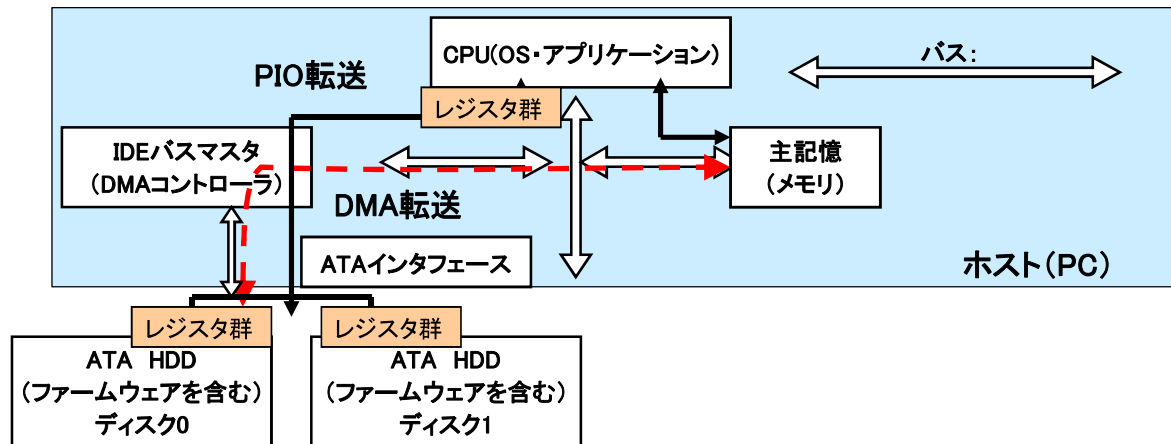 CPU(OS・アプリケーション)
バス:
PIO転送
レジスタ群
IDEバスマスタ
(DMAコントローラ)
主記憶
(メモリ)
DMA転送
ATAインタフェース
ホスト(PC)
レジスタ群
レジスタ群
ATA HDD
(ファームウェアを含む)
ディスク0
ATA HDD
(ファームウェアを含む)
ディスク1